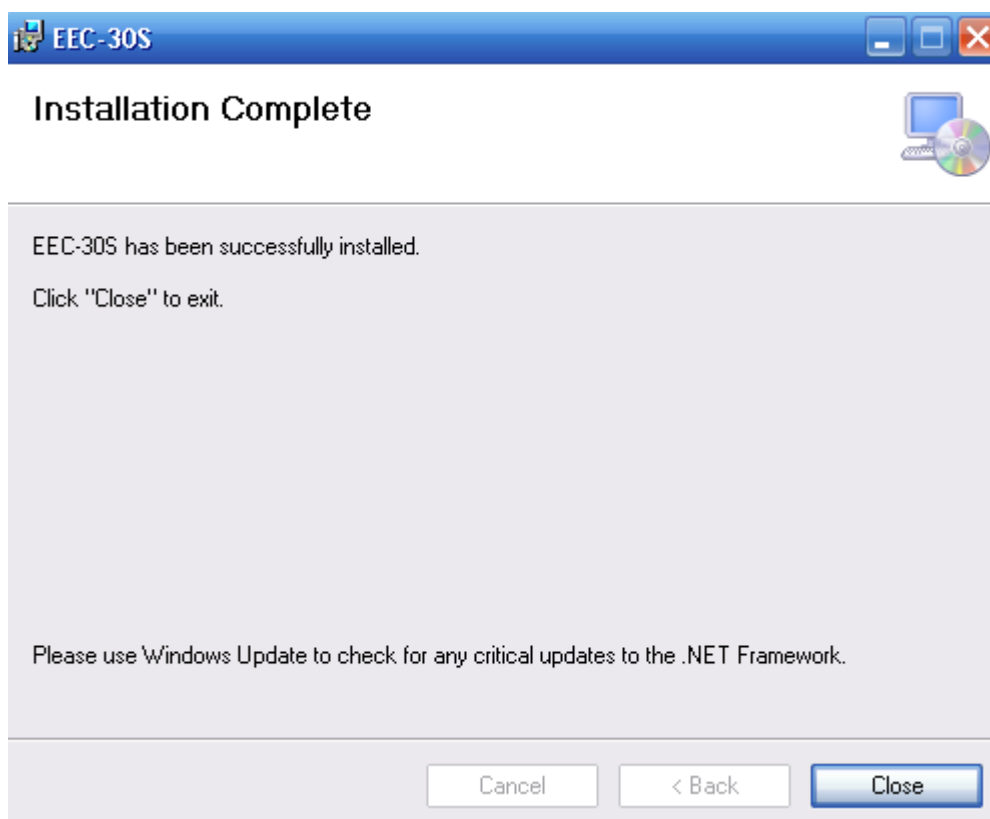 EEC-30S
Installation Complete
EEC-30S has been successfully installed.
Click "Close" to exit.
Please use Windows Update to check for any critical updates to the .NET Framework.
Cancel
< Back
Close